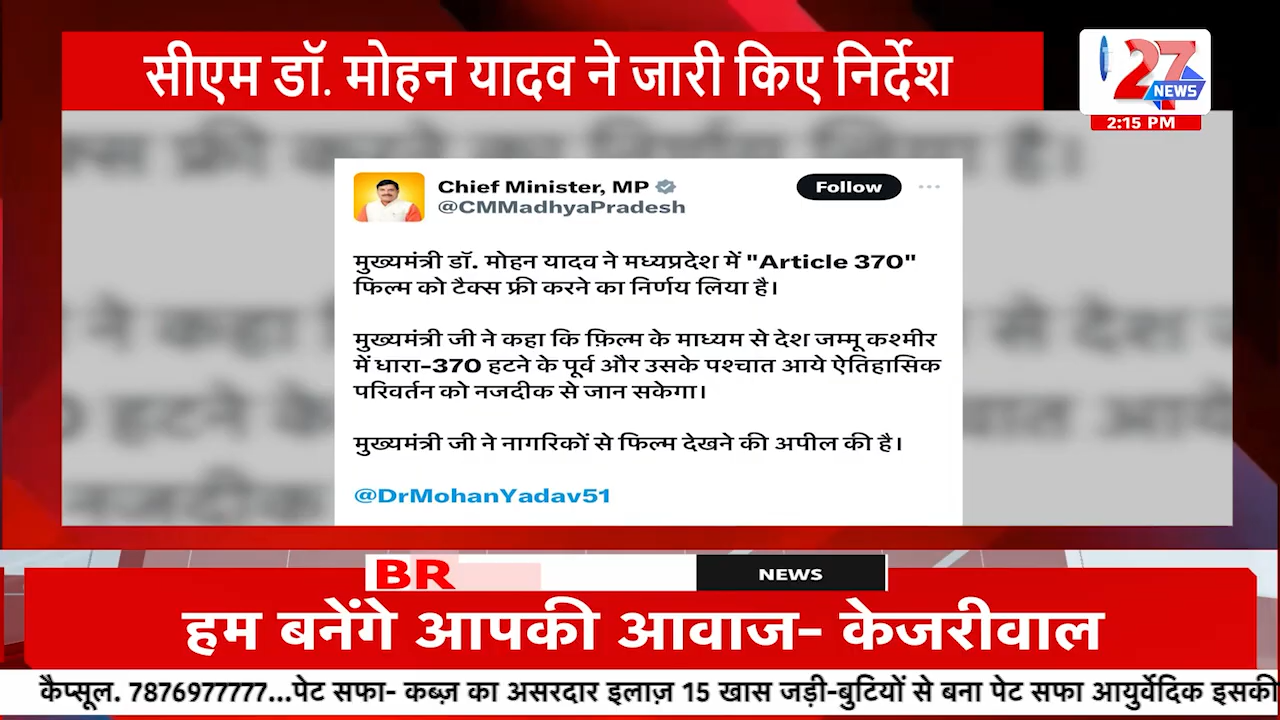 सीएम डॉ. मोहन यादव ने जारी किए निर्देश
27
NEWS
2:15 PM
क्स फ्री करने का निर्णय लिया है।
Chief Minister, MP
@CMMadhyaPradesh
Follow
मुख्यमंत्री डॉ. मोहन यादव ने मध्यप्रदेश में "Article 370"
फिल्म को टैक्स फ्री करने का निर्णय लिया है।
मुख्यमंत्री जी ने कहा कि फ़िल्म के माध्यम से देश जम्मू कश्मीर
में धारा-370 हटने के पूर्व और उसके पश्चात आये ऐतिहासिक
परिवर्तन को नजदीक से जान सकेगा।
मुख्यमंत्री जी ने नागरिकों से फिल्म देखने की अपील की है।
@DrMohanYadav51
BR
NEWS
हम बनेंगे आपकी आवाज- केजरीवाल
कैप्सूल. 7876977777...पेट सफा- कब्ज़ का असरदार इलाज़ 15 खास जड़ी-बुटियों से बना पेट सफा आयुर्वेदिक इसकी